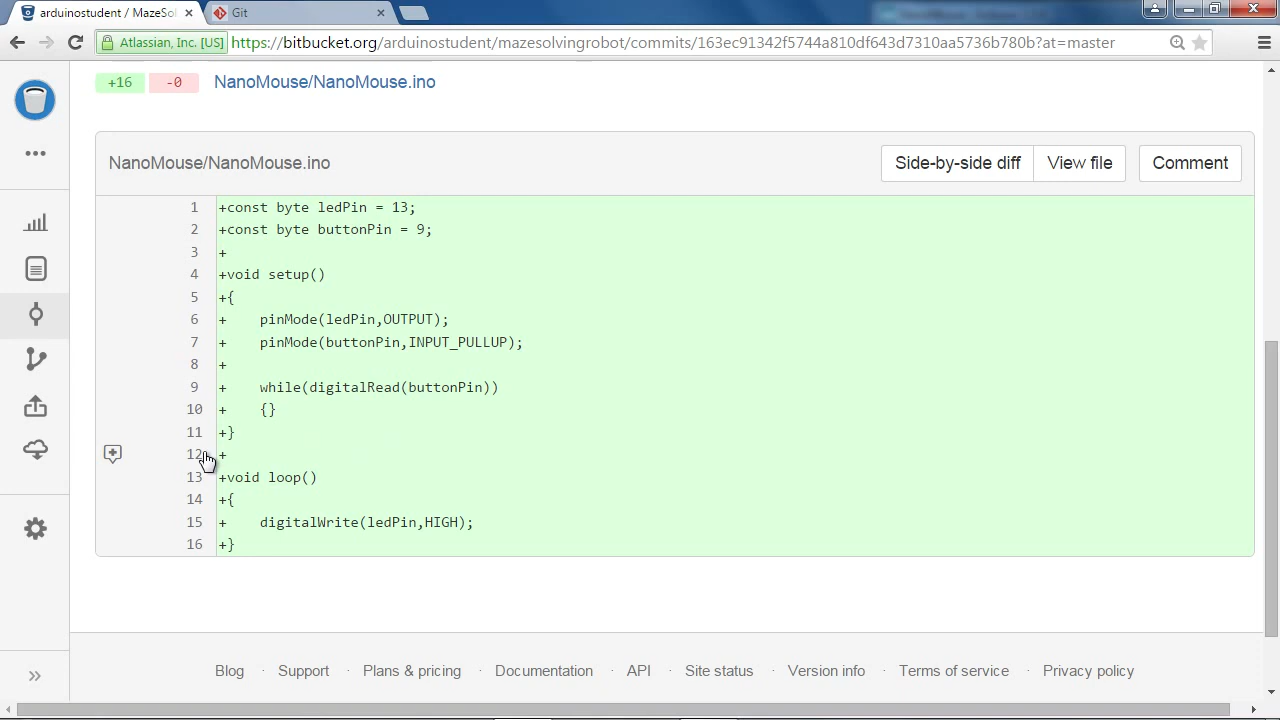 arduinostudent / MazeSol
Git
Atlassian, Inc. [US]
https://bitbucket.org/arduinostudent/mazesolvingrobot/commits/163ec91342f5744a810df643d7310aa5736b780b?at=master
+16 -0 NanoMouse/NanoMouse.ino
NanoMouse/NanoMouse.ino
Side-by-side diff
View file
Comment
1 +const byte ledPin = 13;
2 +const byte buttonPin = 9;
3 +
4 +void setup()
5 +{
6 +    pinMode(ledPin,OUTPUT);
7 +    pinMode(buttonPin,INPUT_PULLUP);
8 +
9 +    while(digitalRead(buttonPin))
10 +    {}
11 +}
12 +
13 +void loop()
14 +{
15 +    digitalWrite(ledPin,HIGH);
16 +}
Blog · Support · Plans & pricing · Documentation · API · Site status · Version info · Terms of service · Privacy policy